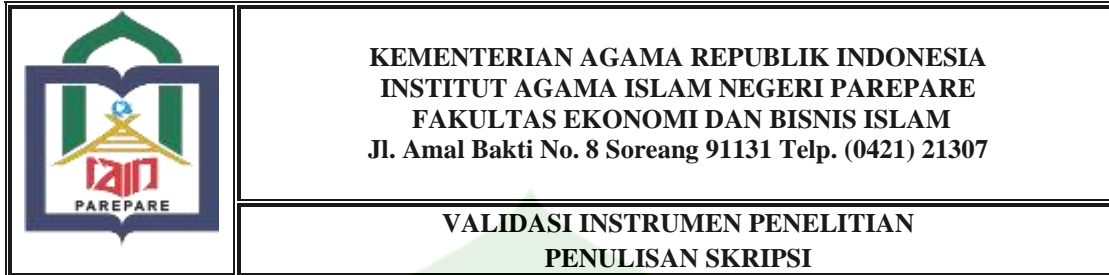 iain
PAREPARE
KEMENTERIAN AGAMA REPUBLIK INDONESIA
INSTITUT AGAMA ISLAM NEGERI PAREPARE
FAKULTAS EKONOMI DAN BISNIS ISLAM
Jl. Amal Bakti No. 8 Soreang 91131 Telp. (0421) 21307
VALIDASI INSTRUMEN PENELITIAN
PENULISAN SKRIPSI